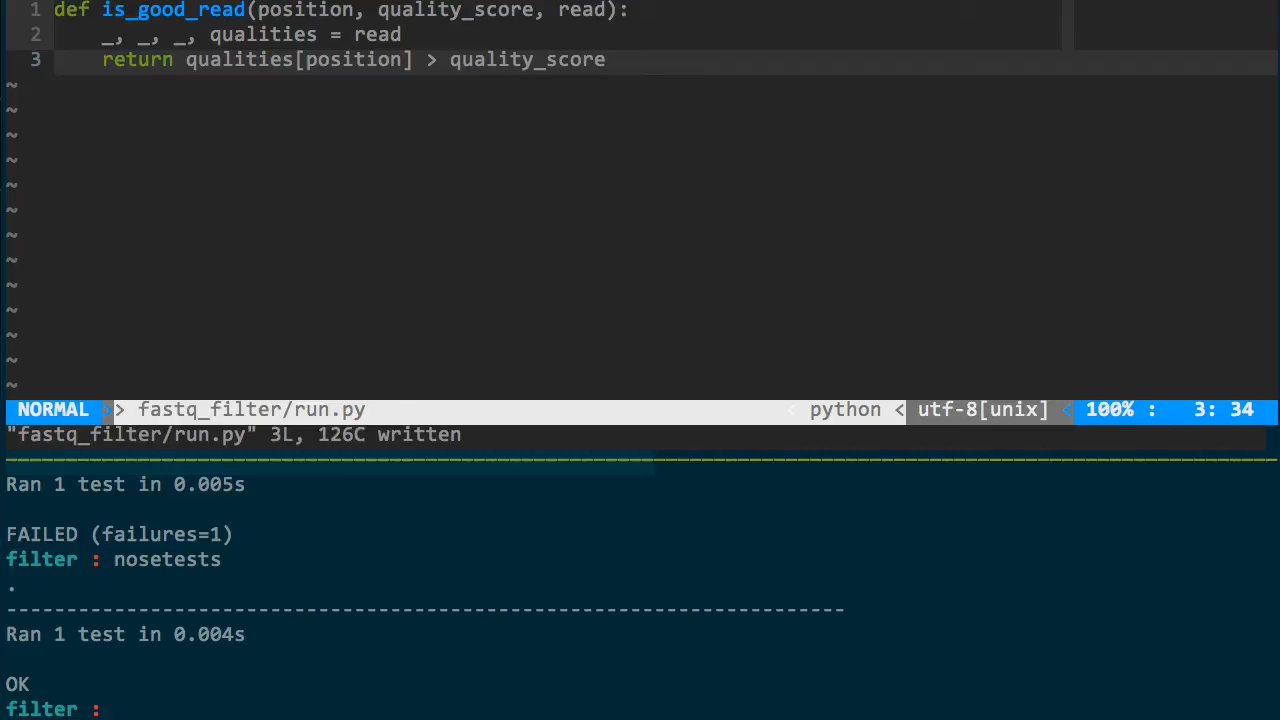 1 def is_good_read(position, quality_score, read):
2     _, _, _, qualities = read
3     return qualities[position] > quality_score
~
~
~
~
~
~
~
~
~
~
~
~
~
NORMAL > > fastq_filter/run.py < python < utf-8[unix] < 100% : 3: 34
"fastq_filter/run.py" 3L, 126C written
Ran 1 test in 0.005s
FAILED (failures=1)
filter : nosetests
.
----------------------------------------------------------------------
Ran 1 test in 0.004s
OK
filter :